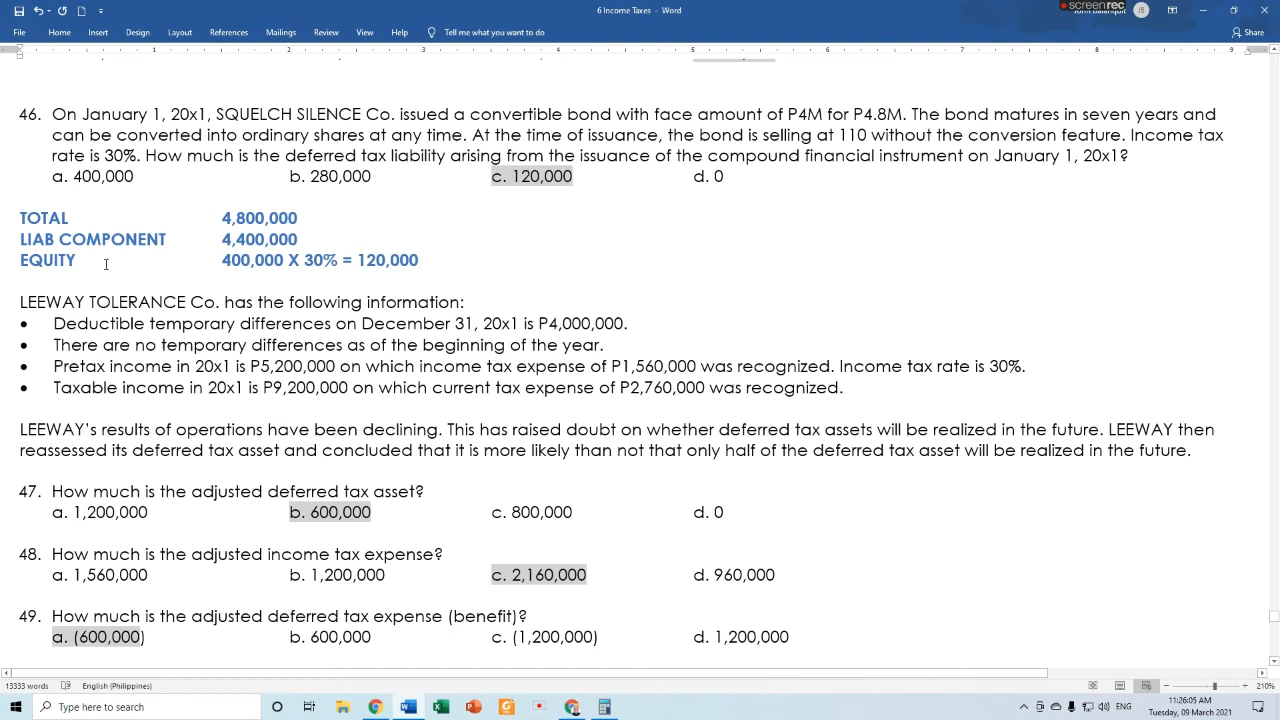 6 Income Taxes - Word
screenrec
JB
File Home Insert Design Layout References Mailings Review View Help Tell me what you want to do Share
1 2 3 4 5 6 7 8 9
46. On January 1, 20x1, SQUELCH SILENCE Co. issued a convertible bond with face amount of P4M for P4.8M. The bond matures in seven years and
can be converted into ordinary shares at any time. At the time of issuance, the bond is selling at 110 without the conversion feature. Income tax
rate is 30%. How much is the deferred tax liability arising from the issuance of the compound financial instrument on January 1, 20x1?
a. 400,000 b. 280,000 c. 120,000 d. 0
TOTAL 4,800,000
LIAB COMPONENT 4,400,000
EQUITY 400,000 X 30% = 120,000
LEEWAY TOLERANCE Co. has the following information:
• Deductible temporary differences on December 31, 20x1 is P4,000,000.
• There are no temporary differences as of the beginning of the year.
• Pretax income in 20x1 is P5,200,000 on which income tax expense of P1,560,000 was recognized. Income tax rate is 30%.
• Taxable income in 20x1 is P9,200,000 on which current tax expense of P2,760,000 was recognized.
LEEWAY's results of operations have been declining. This has raised doubt on whether deferred tax assets will be realized in the future. LEEWAY then
reassessed its deferred tax asset and concluded that it is more likely than not that only half of the deferred tax asset will be realized in the future.
47. How much is the adjusted deferred tax asset?
a. 1,200,000 b. 600,000 c. 800,000 d. 0
48. How much is the adjusted income tax expense?
a. 1,560,000 b. 1,200,000 c. 2,160,000 d. 960,000
49. How much is the adjusted deferred tax expense (benefit)?
a. (600,000) b. 600,000 c. (1,200,000) d. 1,200,000
13333 words English (Philippines) 210%
Type here to search ENG 11:26:05 AM
Tuesday, 09 March 2021